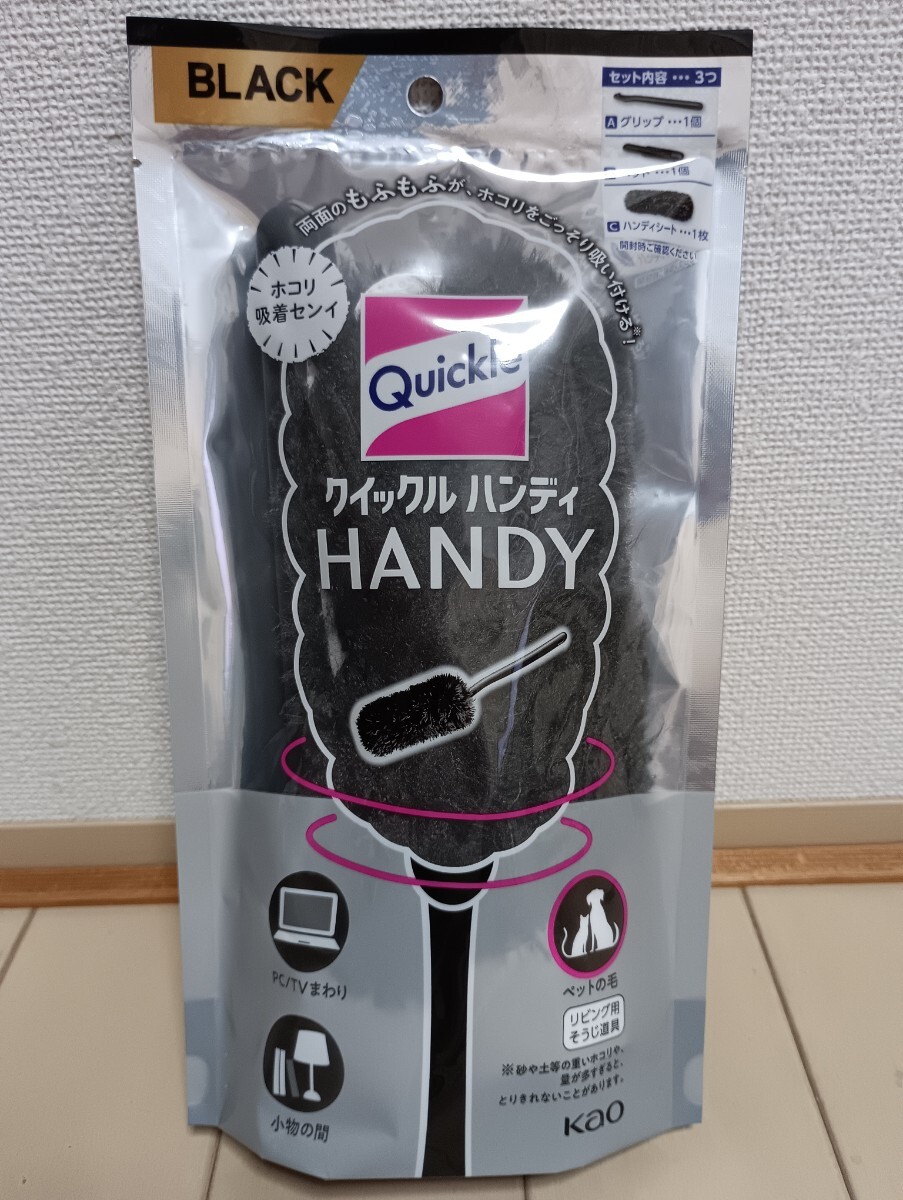 BLACK
セット内容 ・・・ 3つ
A グリップ ・・・1個
・・・1個
C ハンディシート ・・・1枚
開封時ご確認ください
両面のもふもふが、ホコリをごっそり吸い付ける※!
ホコリ
吸着センイ
Quickle
クイックル ハンディ
HANDY
PC/TVまわり
ペットの毛
リビング用
そうじ道具
小物の間
※砂や土等の重いホコリや、
量が多すぎると、
とりきれないことがあります。
Kao